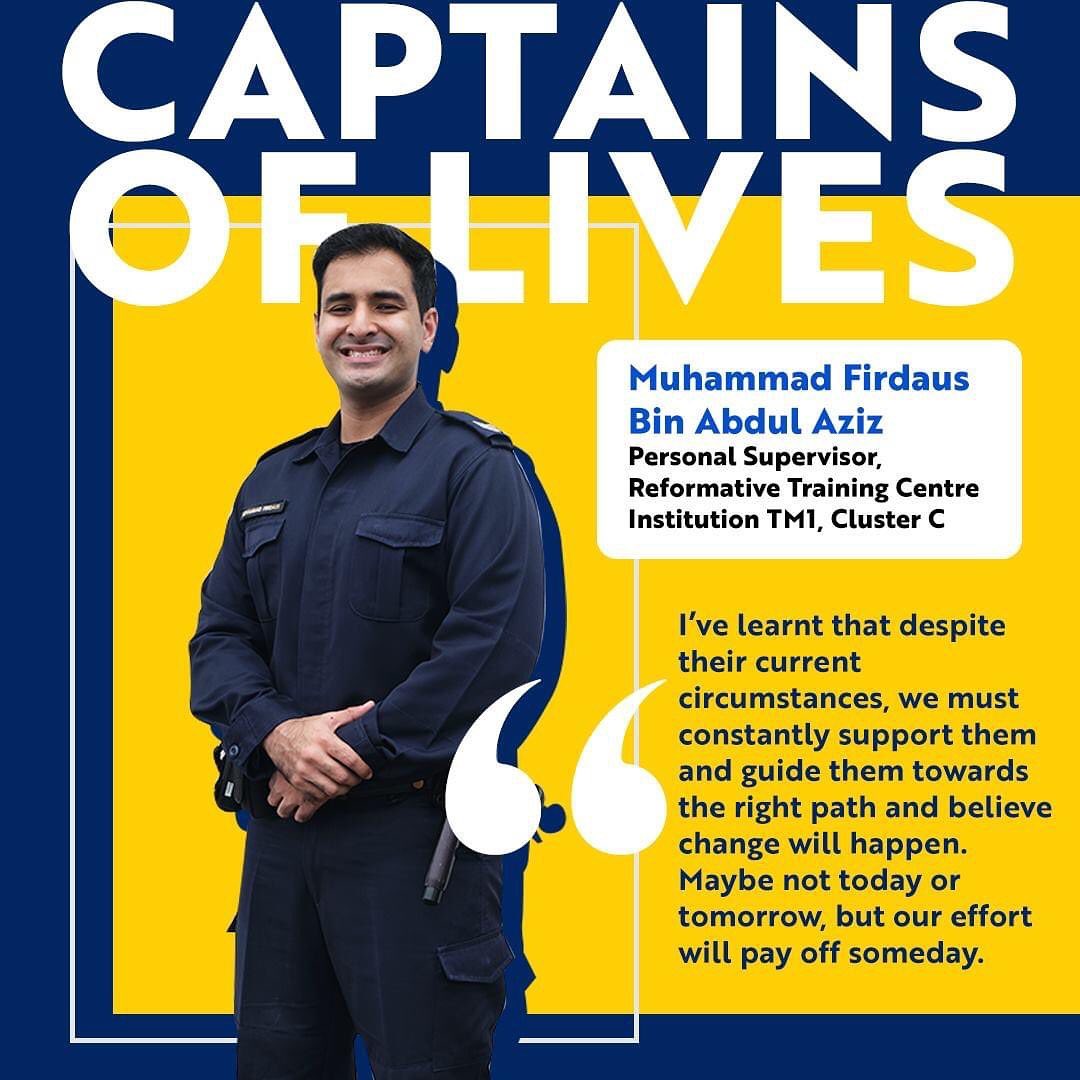 CAPTAINS
OF LIVES
Muhammad Firdaus
Bin Abdul Aziz
Personal Supervisor,
Reformative Training Centre
Institution TM1, Cluster C
MUHAMMAD FIRDAUS
“
I’ve learnt that despite
their current
circumstances, we must
constantly support them
and guide them towards
the right path and believe
change will happen.
Maybe not today or
tomorrow, but our effort
will pay off someday.